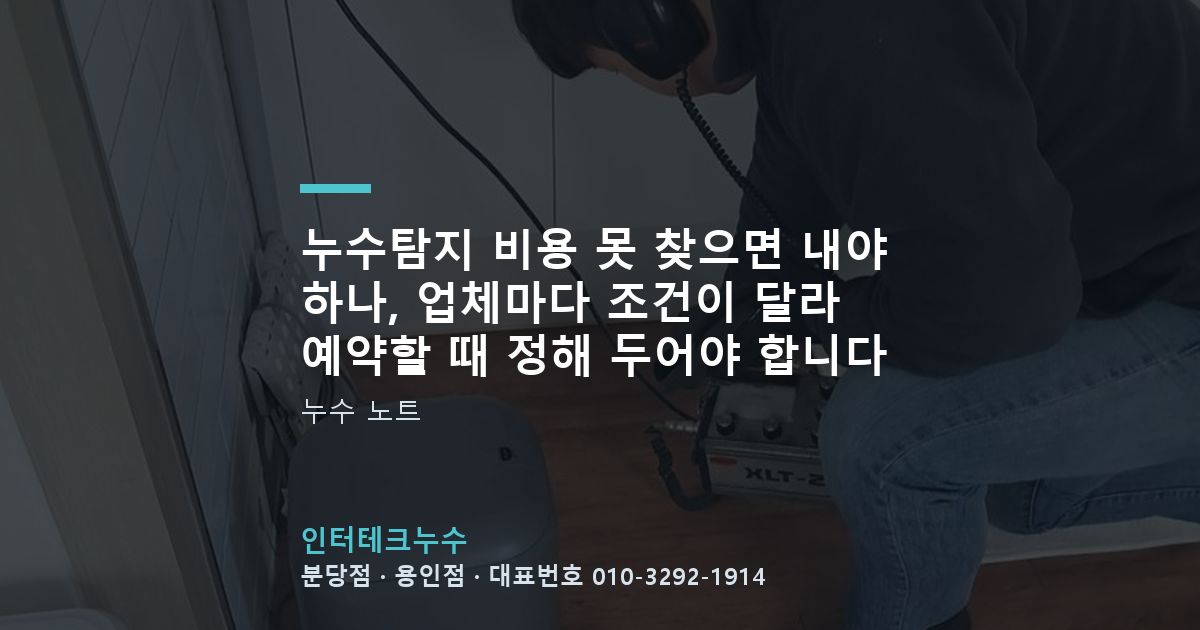 누수탐지 비용 못 찾으면 내야
하나, 업체마다 조건이 달라
예약할 때 정해 두어야 합니다
누수 노트
XLT-2
인터테크누수
분당점 · 용인점 · 대표번호 010-3292-1914